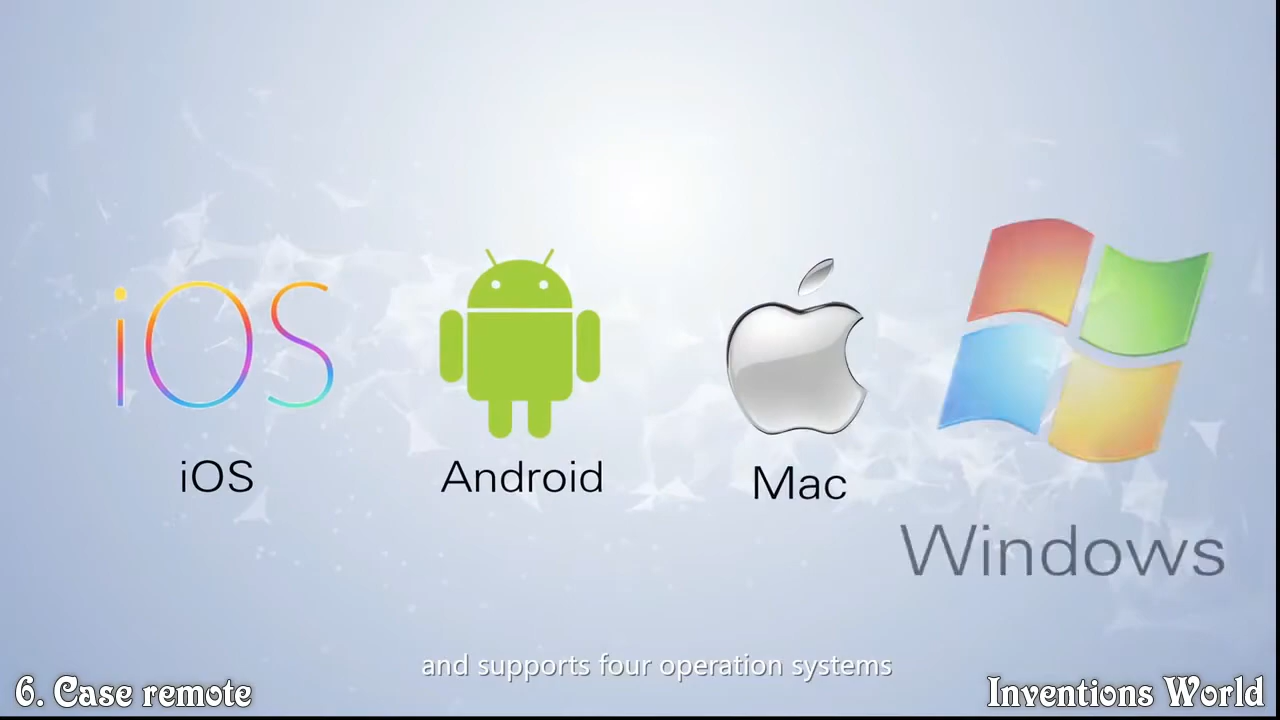 iOS
iOS
Android
Mac
Windows
and supports four operation systems
6. Case remote
Inventions World